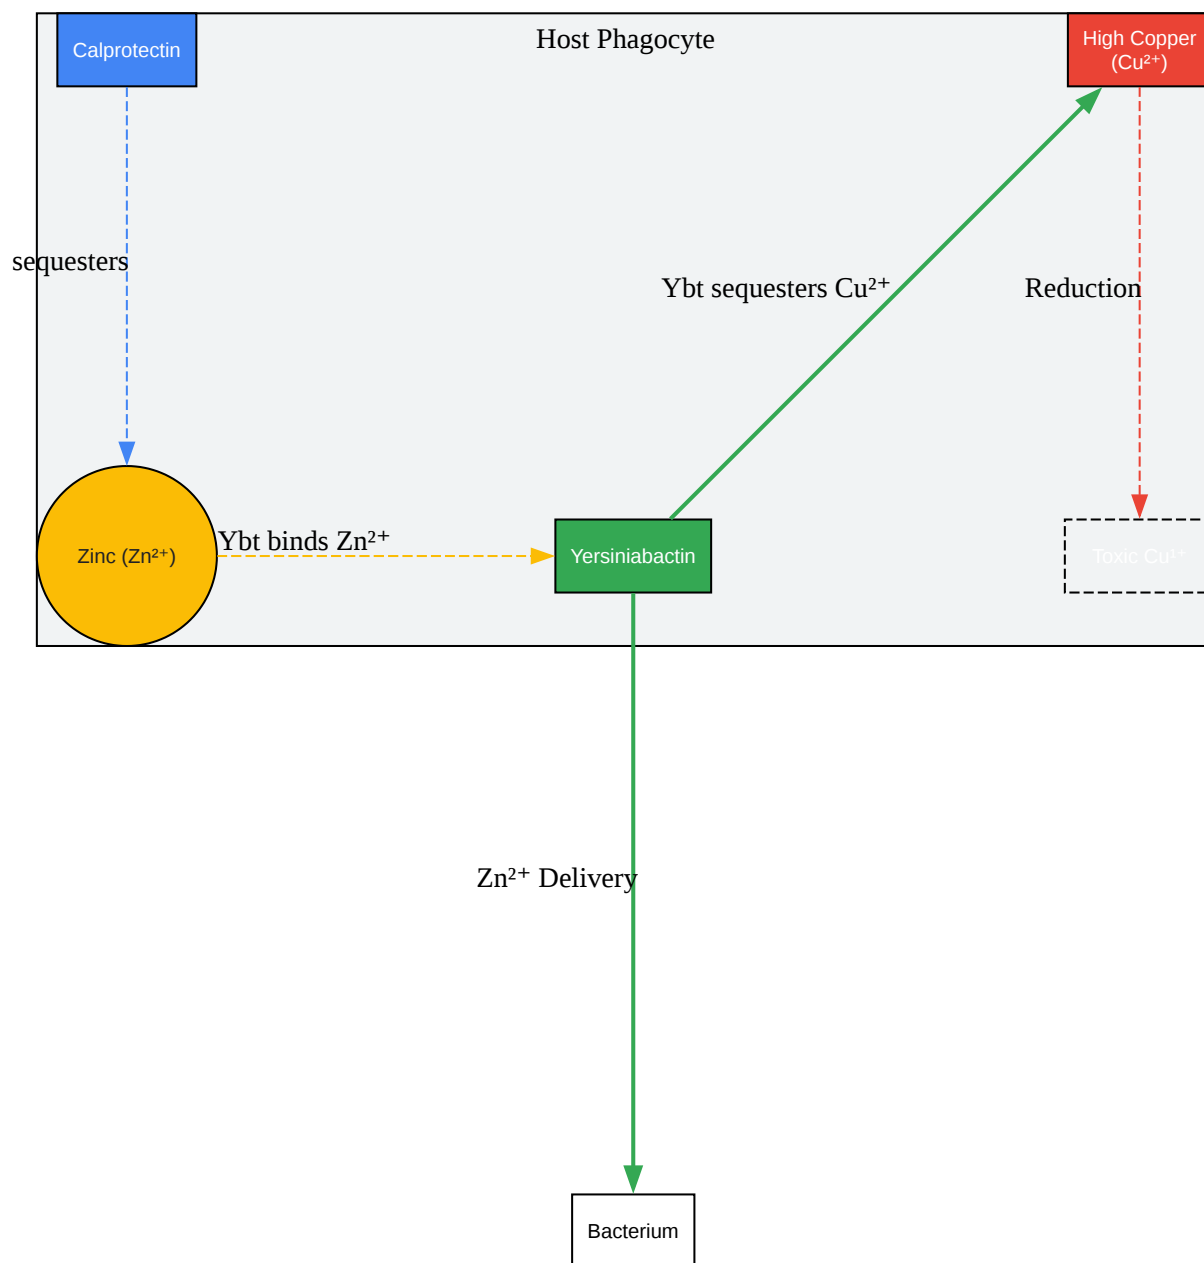 Calprotectin
Host Phagocyte
High Copper
(Cu²⁺)
sequesters
Ybt sequesters Cu²⁺
Reduction
Zinc (Zn²⁺)
Ybt binds Zn²⁺
Yersiniabactin
Toxic Cu¹⁺
Zn²⁺ Delivery
Bacterium